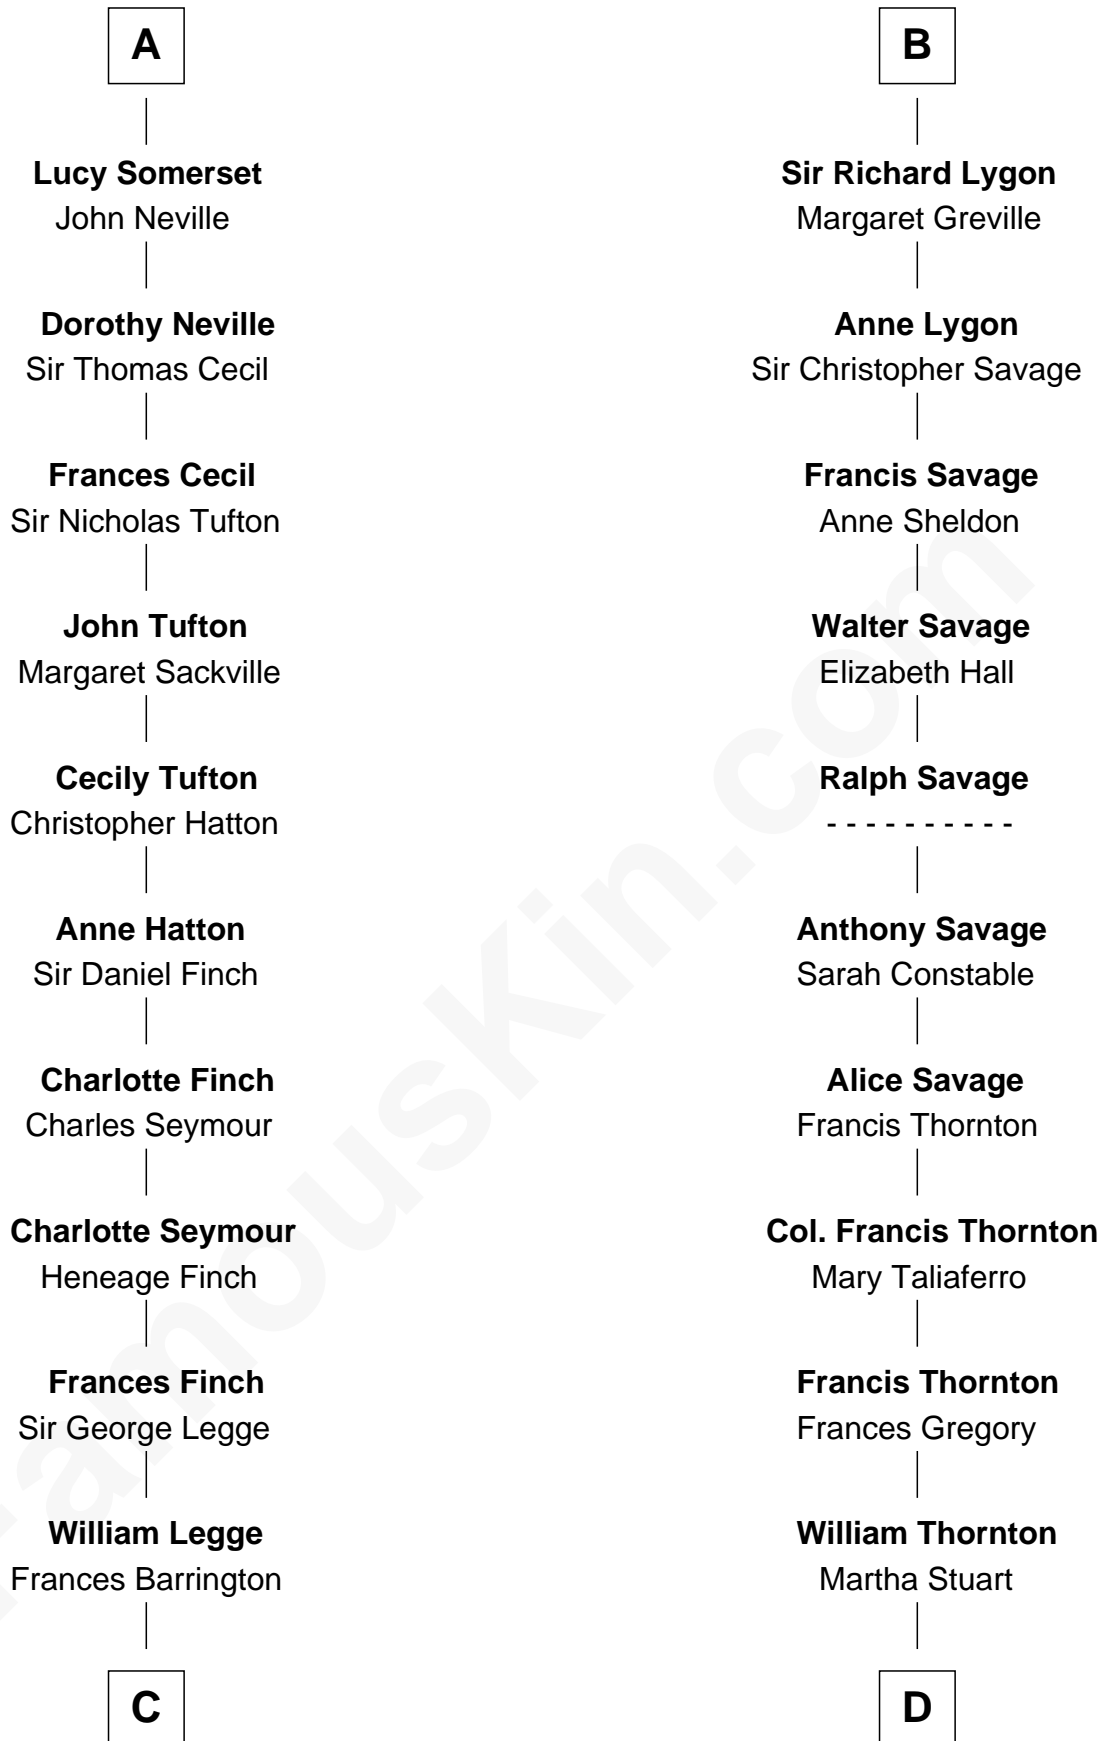 A
Lucy Somerset
John Neville
Dorothy Neville
Sir Thomas Cecil
Frances Cecil
Sir Nicholas Tufton
John Tufton
Margaret Sackville
Cecily Tufton
Christopher Hatton
Anne Hatton
Sir Daniel Finch
Charlotte Finch
Charles Seymour
Charlotte Seymour
Heneage Finch
Frances Finch
Sir George Legge
William Legge
Frances Barrington
C
B
Sir Richard Lygon
Margaret Greville
Anne Lygon
Sir Christopher Savage
Francis Savage
Anne Sheldon
Walter Savage
Elizabeth Hall
Ralph Savage
- - - - - - - - - -
Anthony Savage
Sarah Constable
Alice Savage
Francis Thornton
Col. Francis Thornton
Mary Taliaferro
Francis Thornton
Frances Gregory
William Thornton
Martha Stuart
D
FamousKin.com